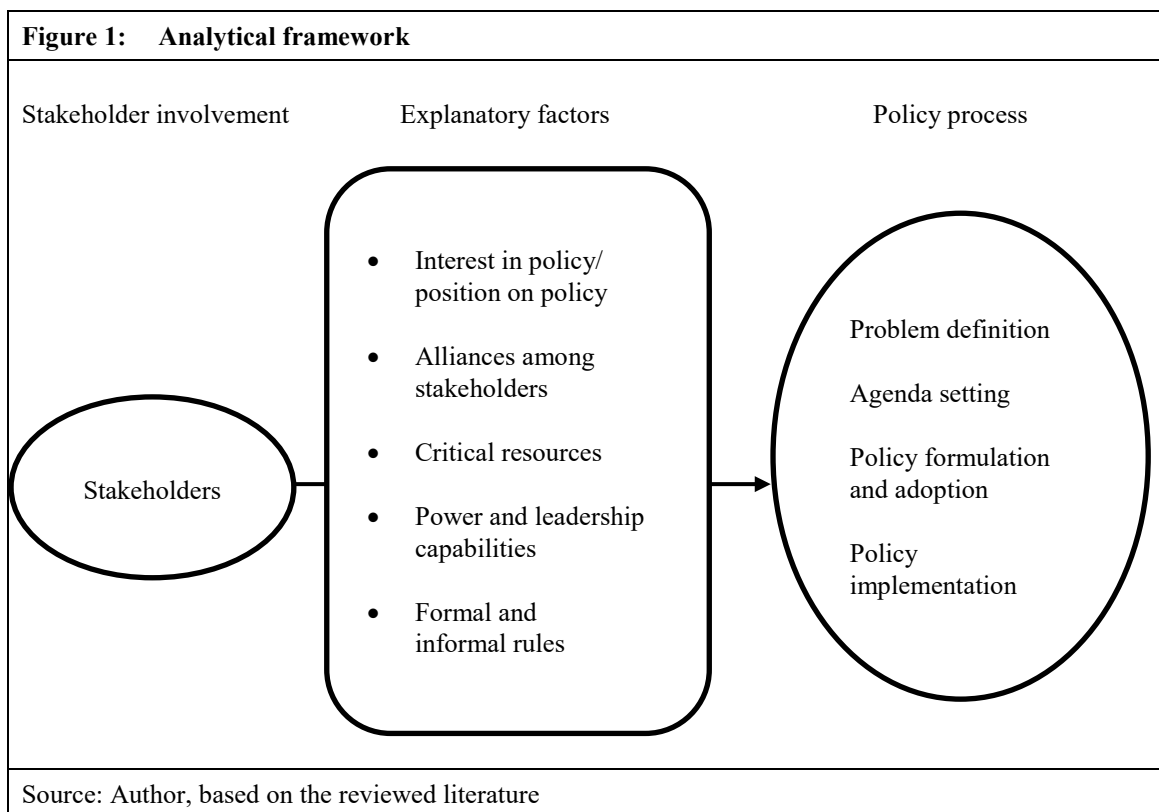 Figure 1: Analytical framework
Stakeholder involvement
Explanatory factors
Policy process
Stakeholders
• Interest in policy/
position on policy
• Alliances among
stakeholders
• Critical resources
• Power and leadership
capabilities
• Formal and
informal rules
Problem definition
Agenda setting
Policy formulation
and adoption
Policy
implementation
Source: Author, based on the reviewed literature